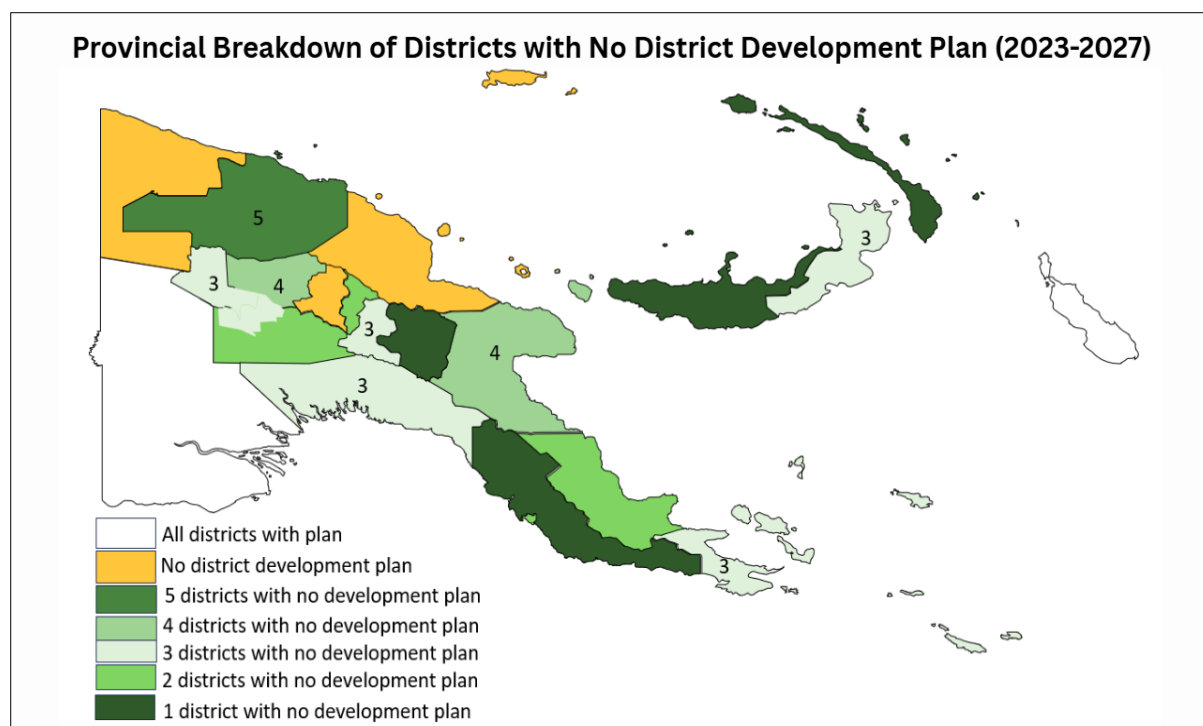 Provincial Breakdown of Districts with No District Development Plan (2023-2027)
5
3
3
4
3
4
3
3
All districts with plan
No district development plan
5 districts with no development plan
4 districts with no development plan
3 districts with no development plan
2 districts with no development plan
1 district with no development plan